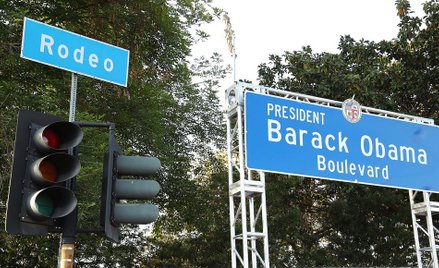 Rodeo
PRESIDENT
Barack Obama
Boulevard